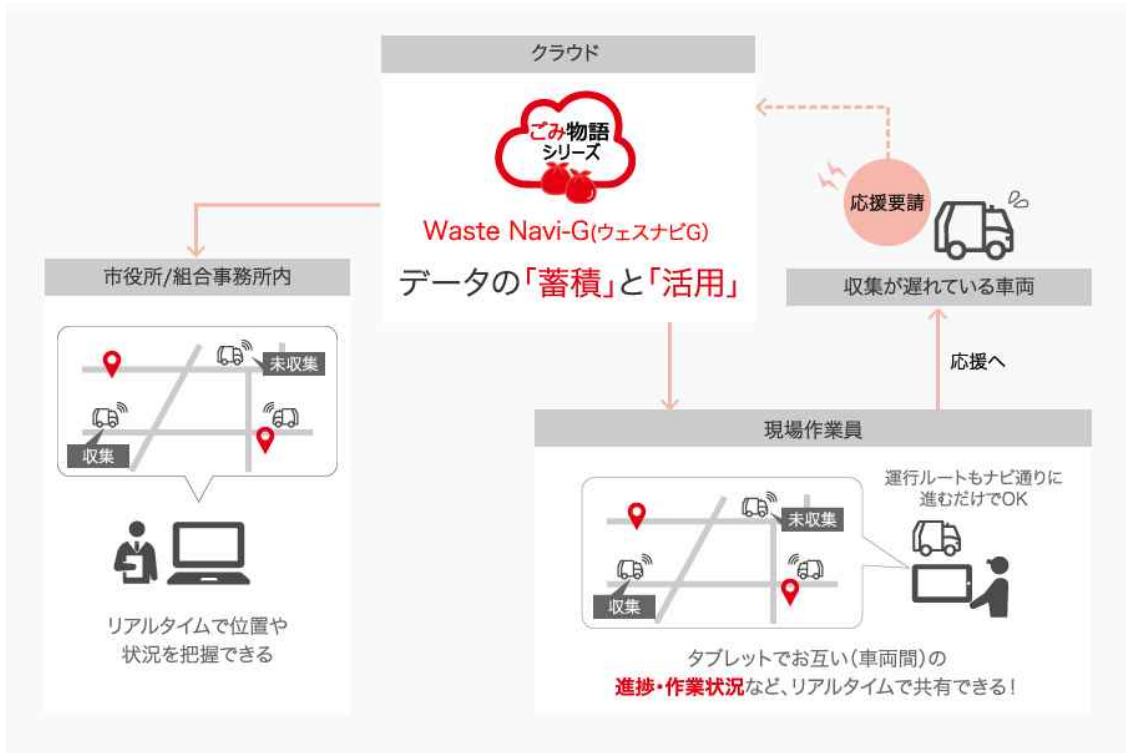 クラウド
ごみ物語
シリーズ
Waste Navi-G(ウェスナビG)
データの「蓄積」と「活用」
応援要請
収集が遅れている車両
応援へ
市役所/組合事務所内
未収集
収集
リアルタイムで位置や
状況を把握できる
現場作業員
運行ルートもナビ通りに
進むだけでOK
未収集
収集
タブレットでお互い(車両間)の
進捗・作業状況など、リアルタイムで共有できる!